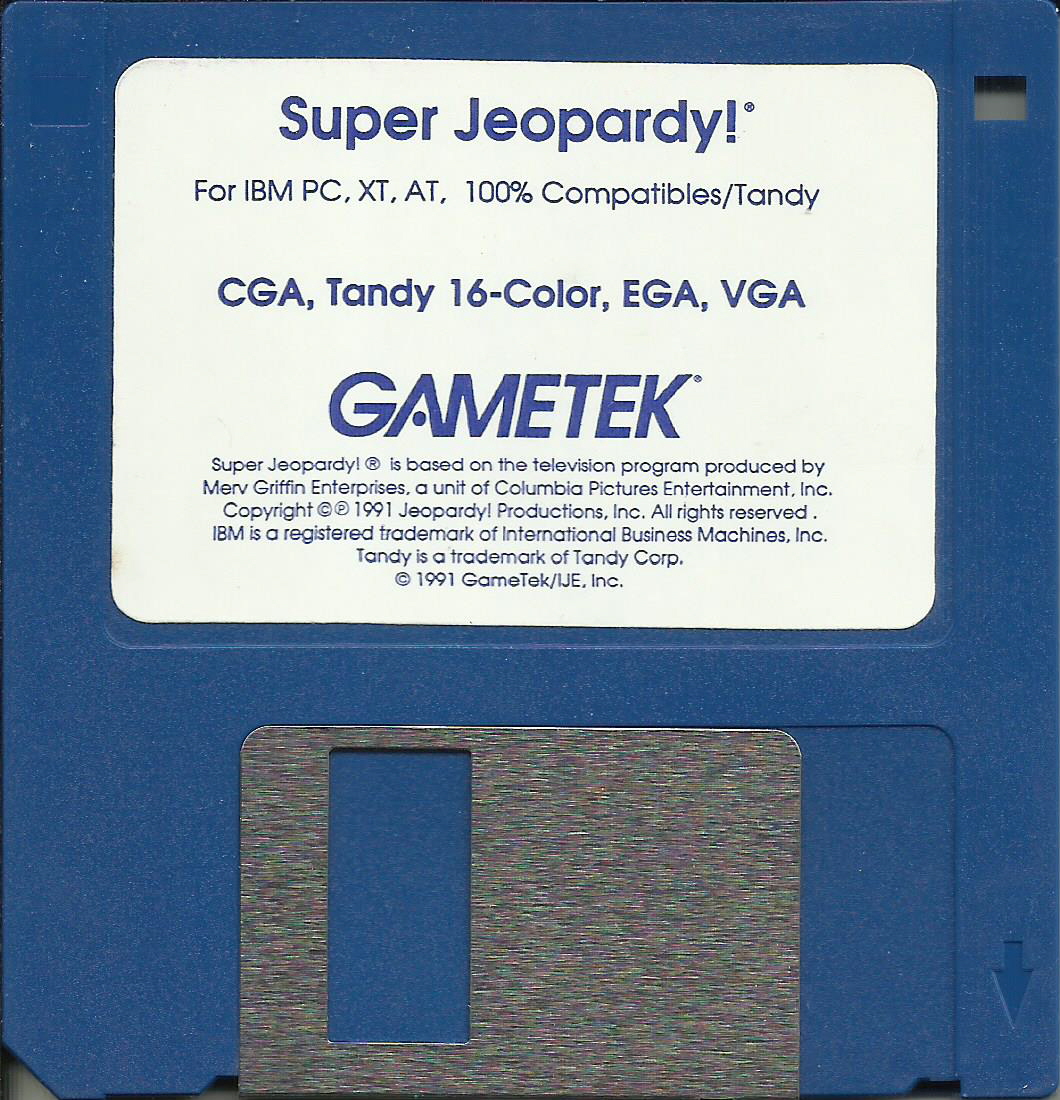 Super Jeopardy!®
For IBM PC, XT, AT, 100% Compatibles/Tandy
CGA, Tandy 16-Color, EGA, VGA
GAMETEK®
Super Jeopardy! ® is based on the television program produced by
Merv Griffin Enterprises, a unit of Columbia Pictures Entertainment, Inc.
Copyright ©℗ 1991 Jeopardy! Productions, Inc. All rights reserved .
IBM is a registered trademark of International Business Machines, Inc.
Tandy is a trademark of Tandy Corp.
© 1991 GameTek/IJE, Inc.